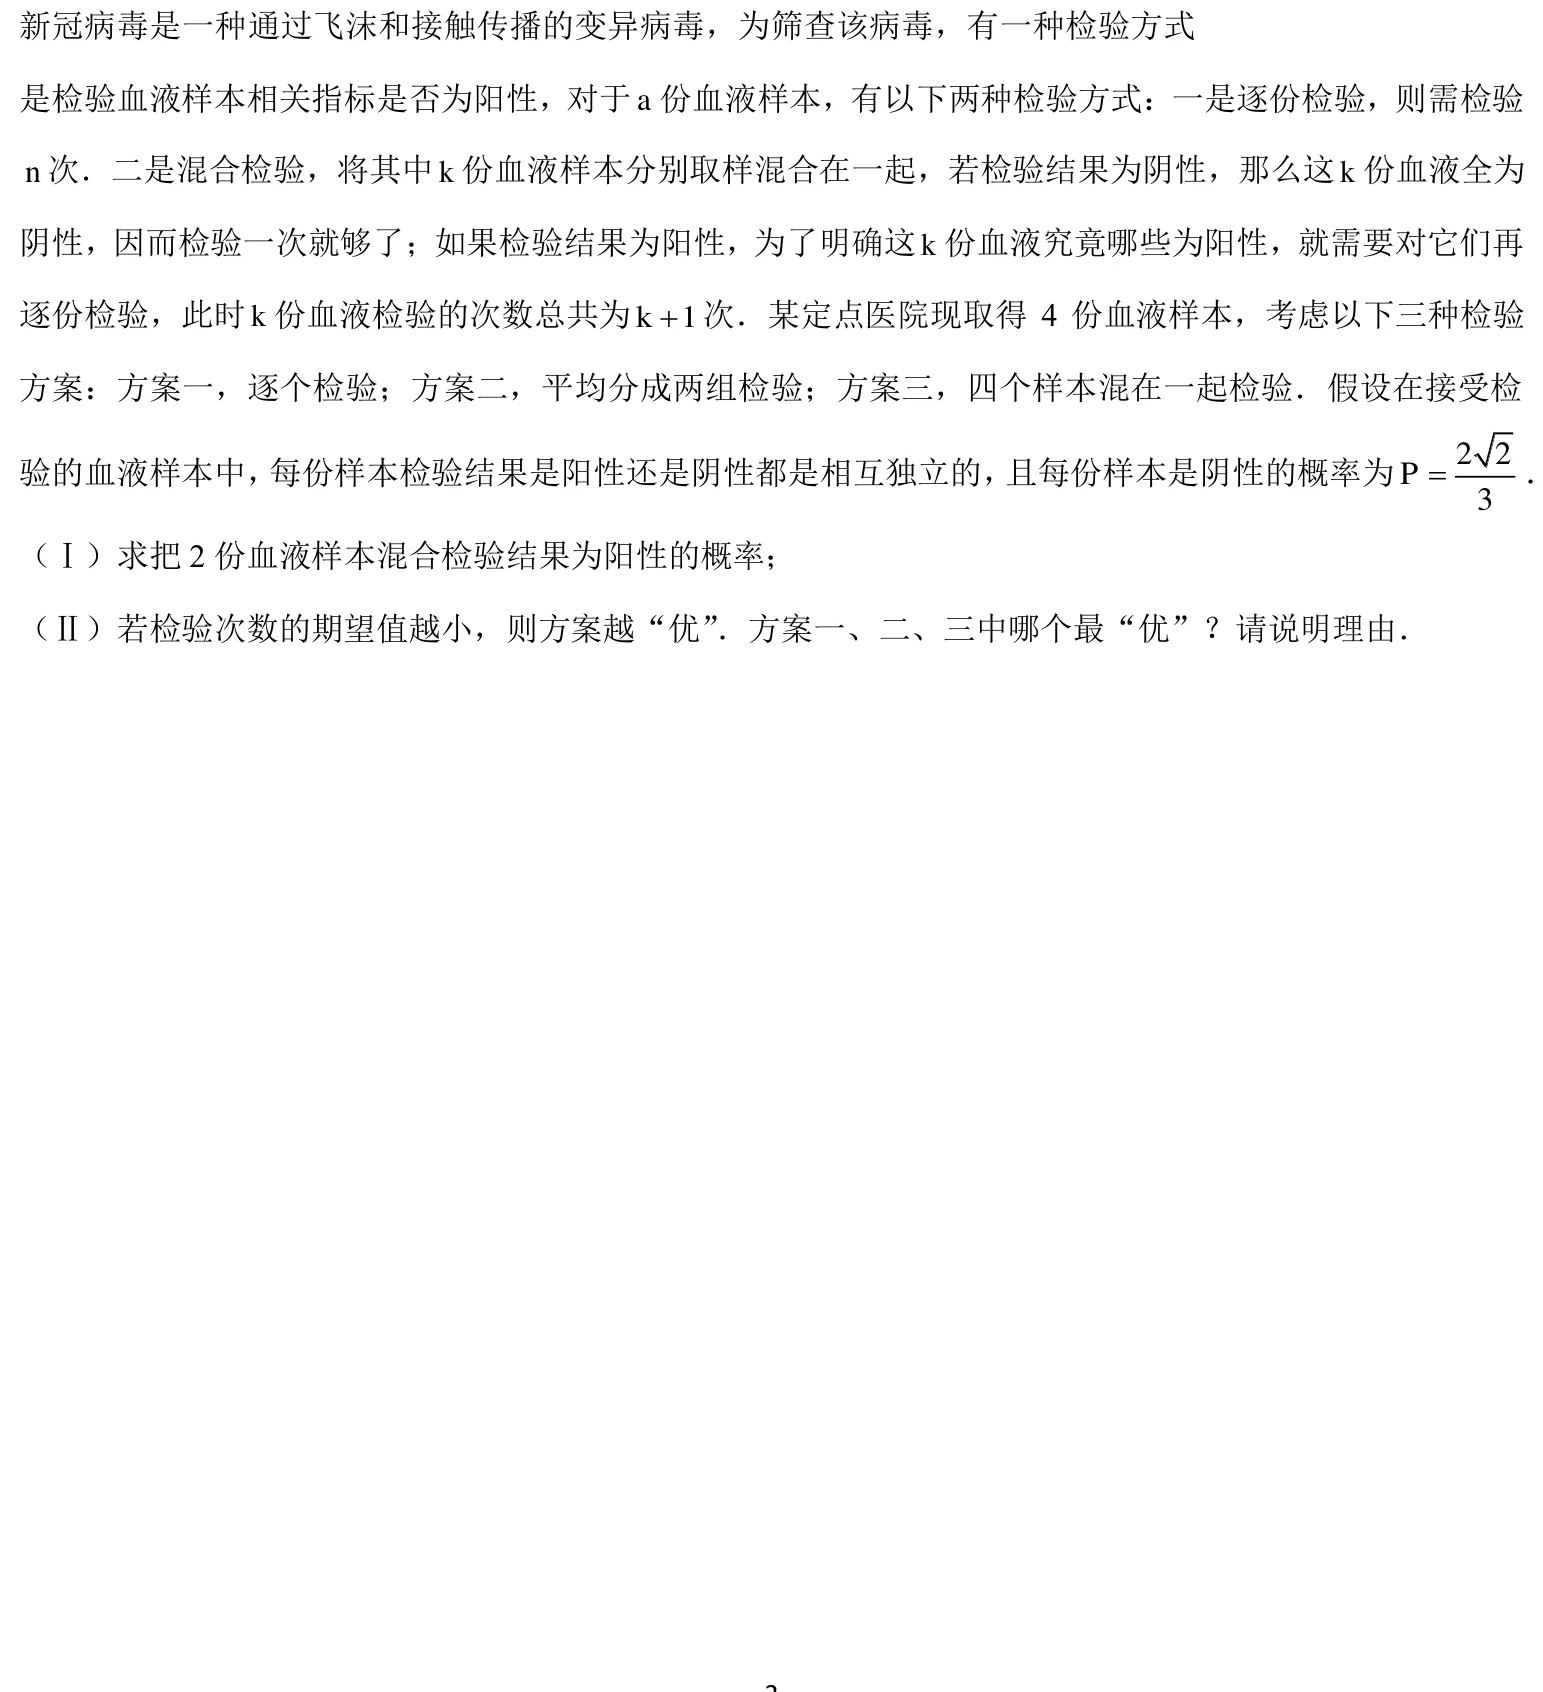 新冠病毒是一种通过飞沫和接触传播的变异病毒，为筛查该病毒，有一种检验方式
是检验血液样本相关指标是否为阳性，对于 a 份血液样本，有以下两种检验方式：一是逐份检验，则需检验
n 次．二是混合检验，将其中 k 份血液样本分别取样混合在一起，若检验结果为阴性，那么这 k 份血液全为
阴性，因而检验一次就够了；如果检验结果为阳性，为了明确这 k 份血液究竟哪些为阳性，就需要对它们再
逐份检验，此时 k 份血液检验的次数总共为 k +1 次．某定点医院现取得 4 份血液样本，考虑以下三种检验
方案：方案一，逐个检验；方案二，平均分成两组检验；方案三，四个样本混在一起检验．假设在接受检
验的血液样本中，每份样本检验结果是阳性还是阴性都是相互独立的，且每份样本是阴性的概率为 P = 2√2/3 ．
（Ⅰ）求把 2 份血液样本混合检验结果为阳性的概率；
（Ⅱ）若检验次数的期望值越小，则方案越“优”．方案一、二、三中哪个最“优”？请说明理由．